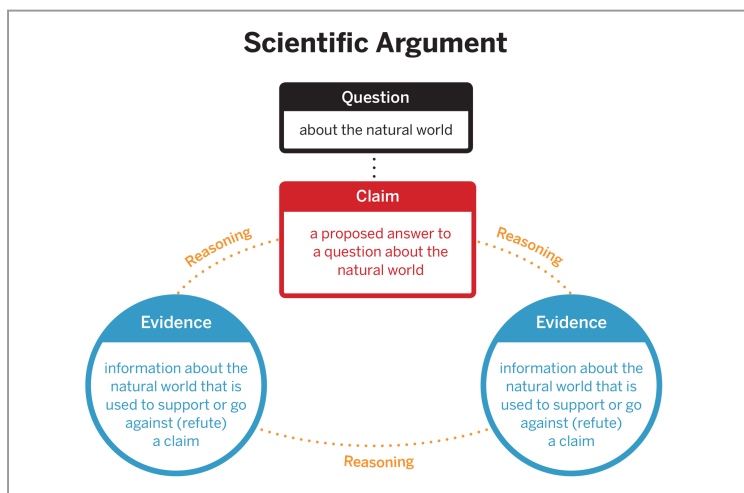 Scientific Argument
Question
about the natural world
Claim
a proposed answer to
a question about the
natural world
Reasoning
Reasoning
Evidence
information about the
natural world that is
used to support or go
against (refute)
a claim
Evidence
information about the
natural world that is
used to support or go
against (refute)
a claim
Reasoning